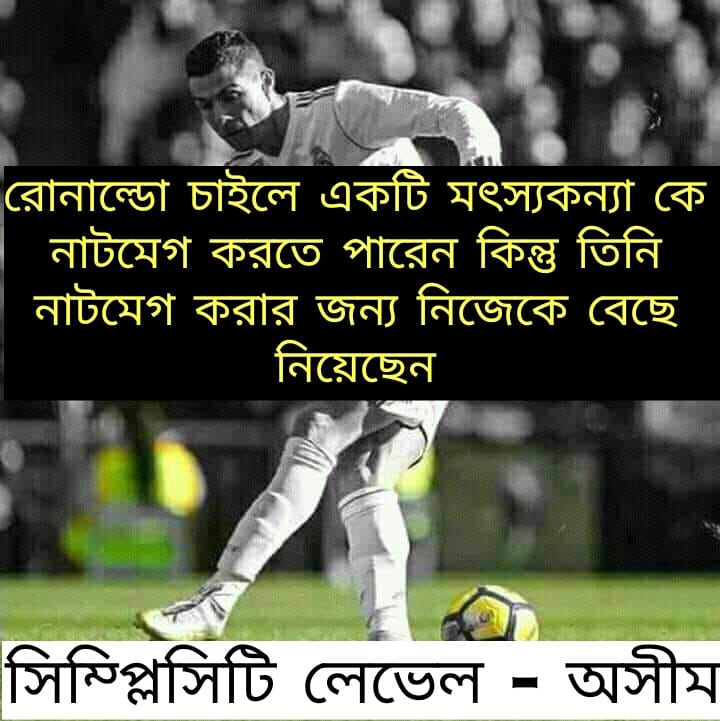 রোনাল্ডো চাইলে একটি মৎস্যকন্যা কে
নাটমেগ করতে পারেন কিন্তু তিনি
নাটমেগ করার জন্য নিজেকে বেছে
নিয়েছেন
সিম্প্লিসিটি লেভেল - অসীম